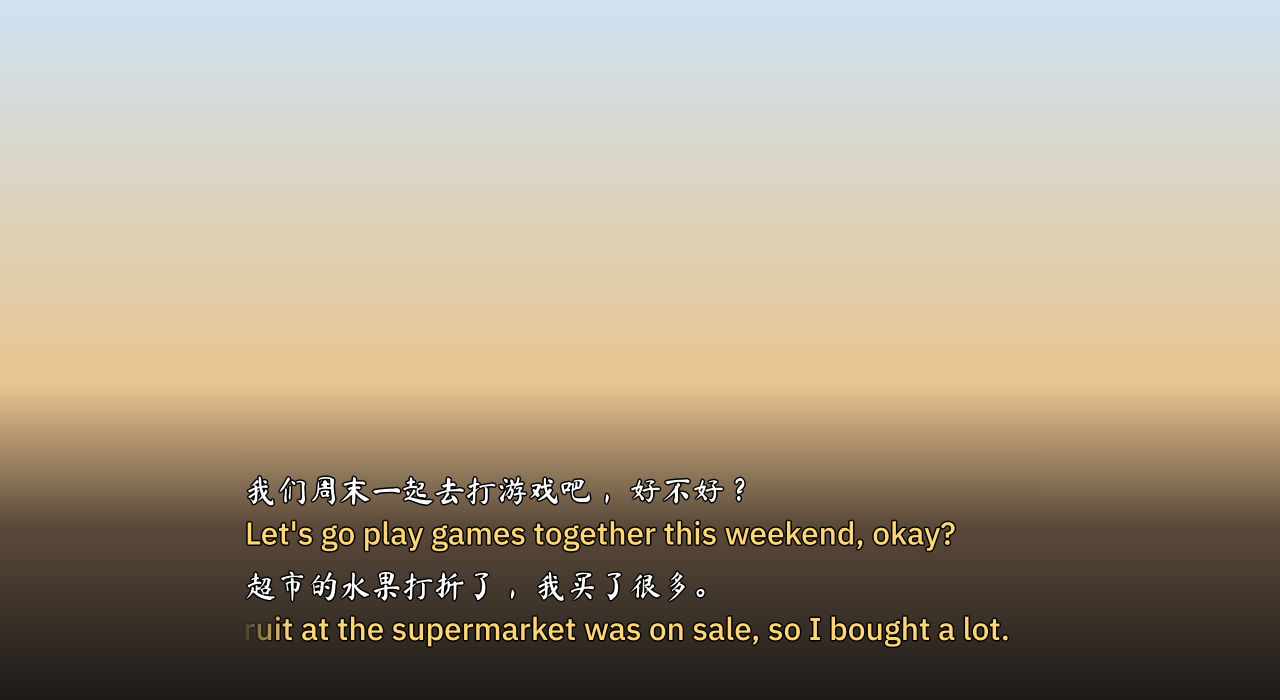 我们周末一起去打游戏吧，好不好？
Let's go play games together this weekend, okay?
超市的水果打折了，我买了很多。
at the supermarket was on sale, so I bought a lot.